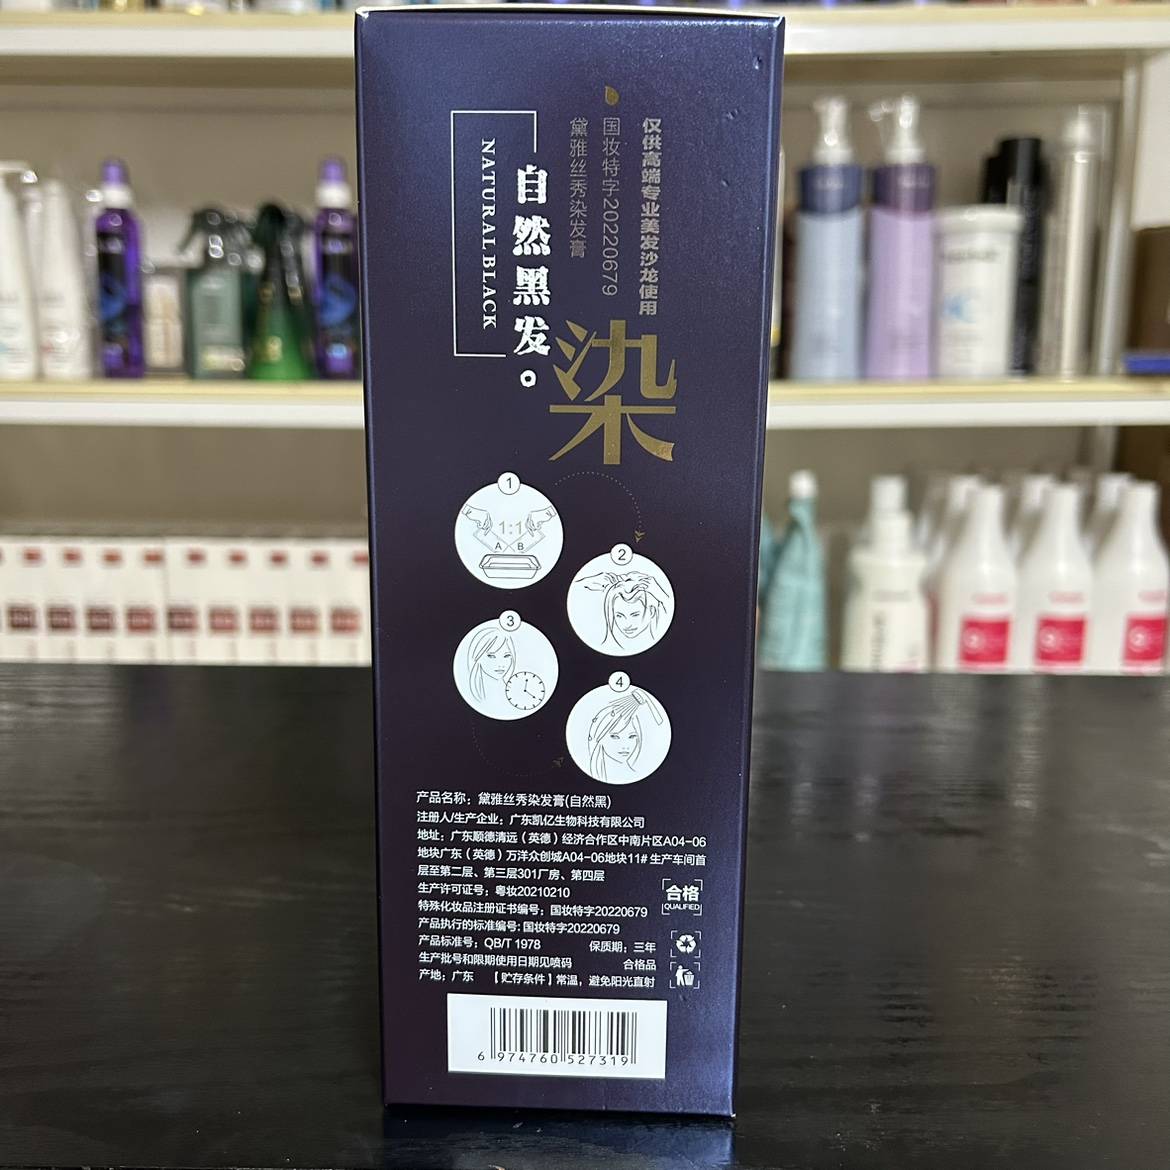 仅供高端专业美发沙龙使用
国妆特字20220679
黛雅丝秀染发膏
自然黑发。
NATURAL BLACK
染
1
1:1
A B
2
3
4
产品名称：黛雅丝秀染发膏(自然黑)
注册人/生产企业：广东凯亿生物科技有限公司
地址：广东顺德清远（英德）经济合作区中南片区A04-06
地块广东（英德）万洋众创城A04-06地块11# 生产车间首
层至第二层、第三层301厂房、第四层
生产许可证号：粤妆20210210
特殊化妆品注册证书编号：国妆特字20220679
产品执行的标准编号: 国妆特字20220679
产品标准号：QB/T 1978 保质期：三年
生产批号和限期使用日期见喷码 合格品
产地：广东 【贮存条件】常温，避免阳光直射
合格
QUALIFIED
6 974760 527319